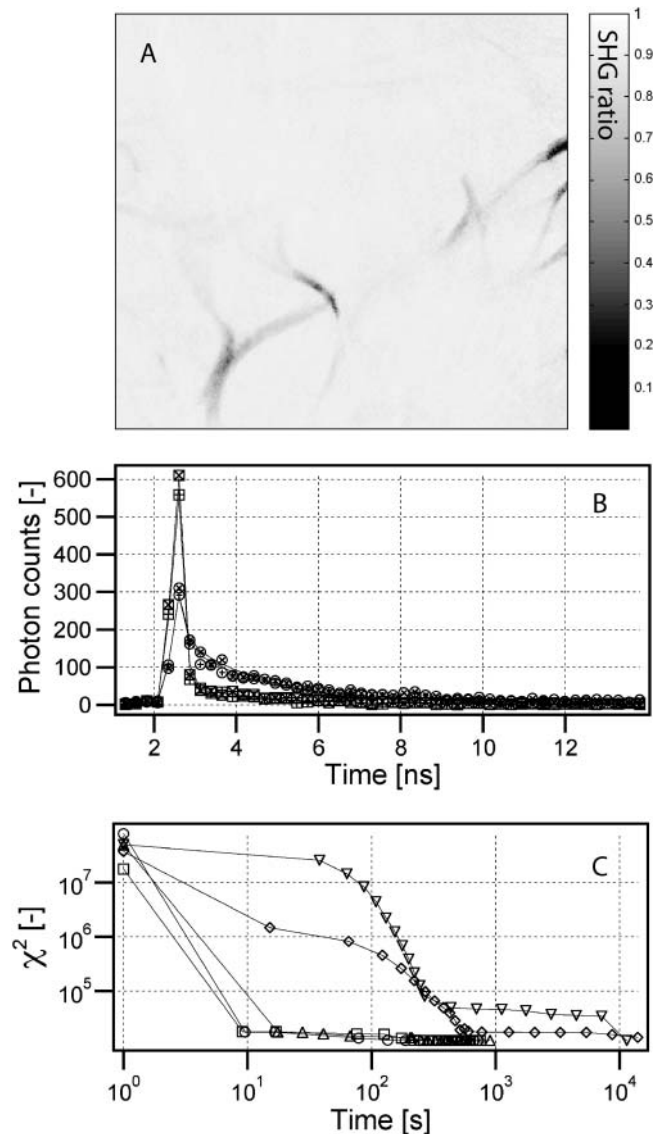 A
SHG ratio
1
0.9
0.8
0.7
0.6
0.5
0.4
0.3
0.2
0.1
B
Photon counts [-]
600
500
400
300
200
100
0
2 4 6 8 10 12
Time [ns]
C
χ² [-]
10⁷
10⁶
10⁵
10⁰ 10¹ 10² 10³ 10⁴
Time [s]